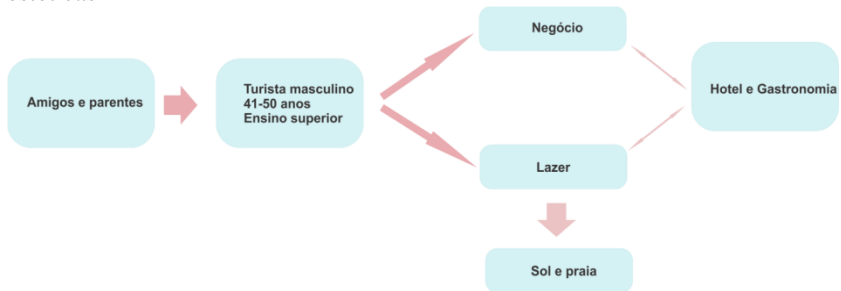 Negócio
Amigos e parentes
Turista masculino
41-50 anos
Ensino superior
Hotel e Gastronomia
Lazer
Sol e praia